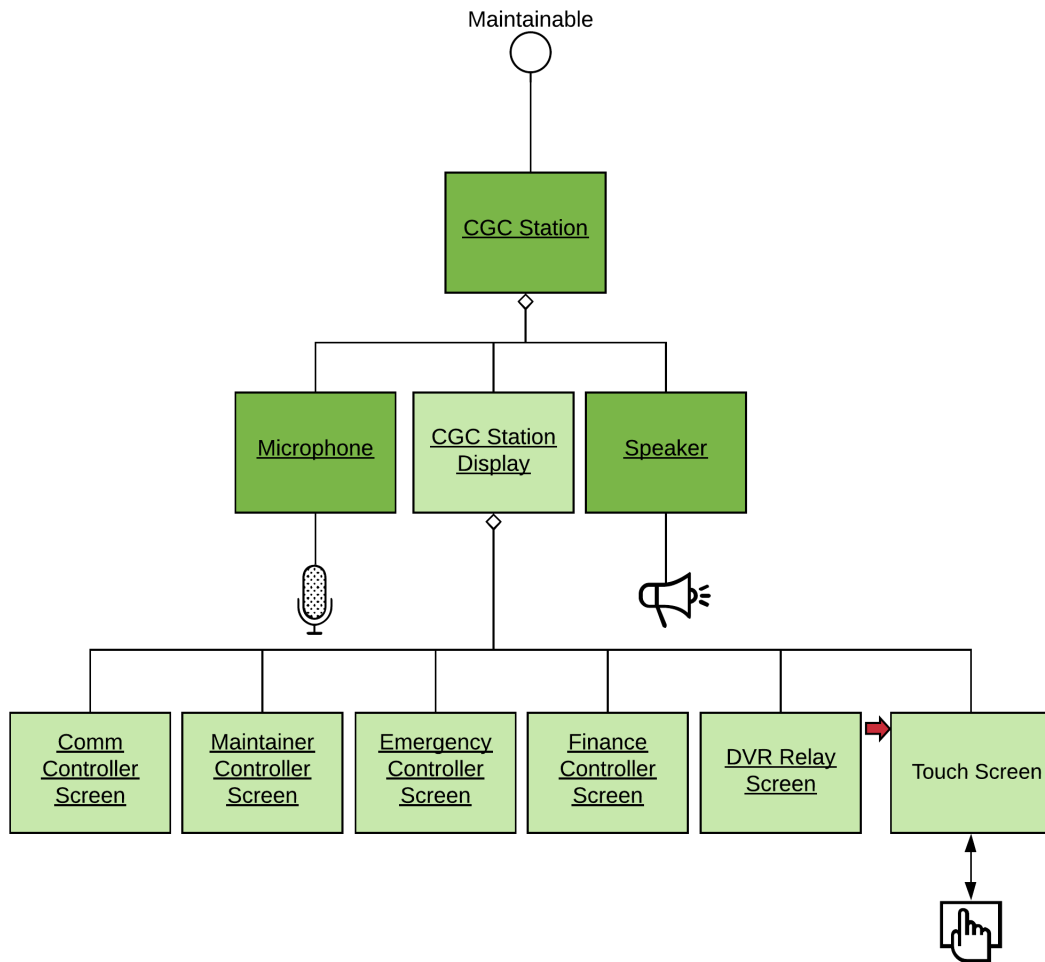 Maintainable
CGC Station
Microphone
CGC Station
Display
Speaker
Comm
Controller
Screen
Maintainer
Controller
Screen
Emergency
Controller
Screen
Finance
Controller
Screen
DVR Relay
Screen
Touch Screen